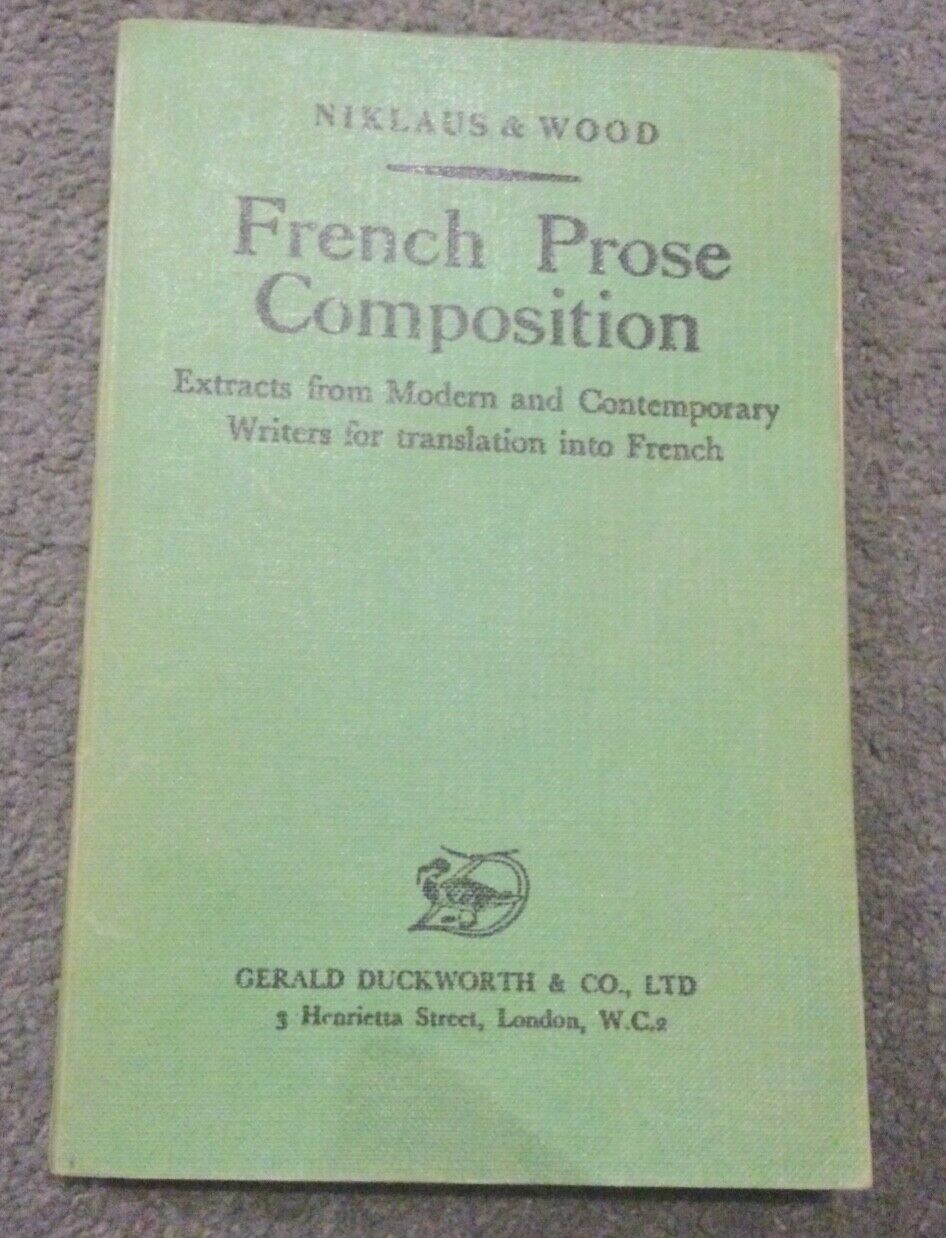 NIKLAUS & WOOD
French Prose
Composition
Extracts from Modern and Contemporary
Writers for translation into French
GERALD DUCKWORTH & CO., LTD
3 Henrietta Street, London, W.C.2